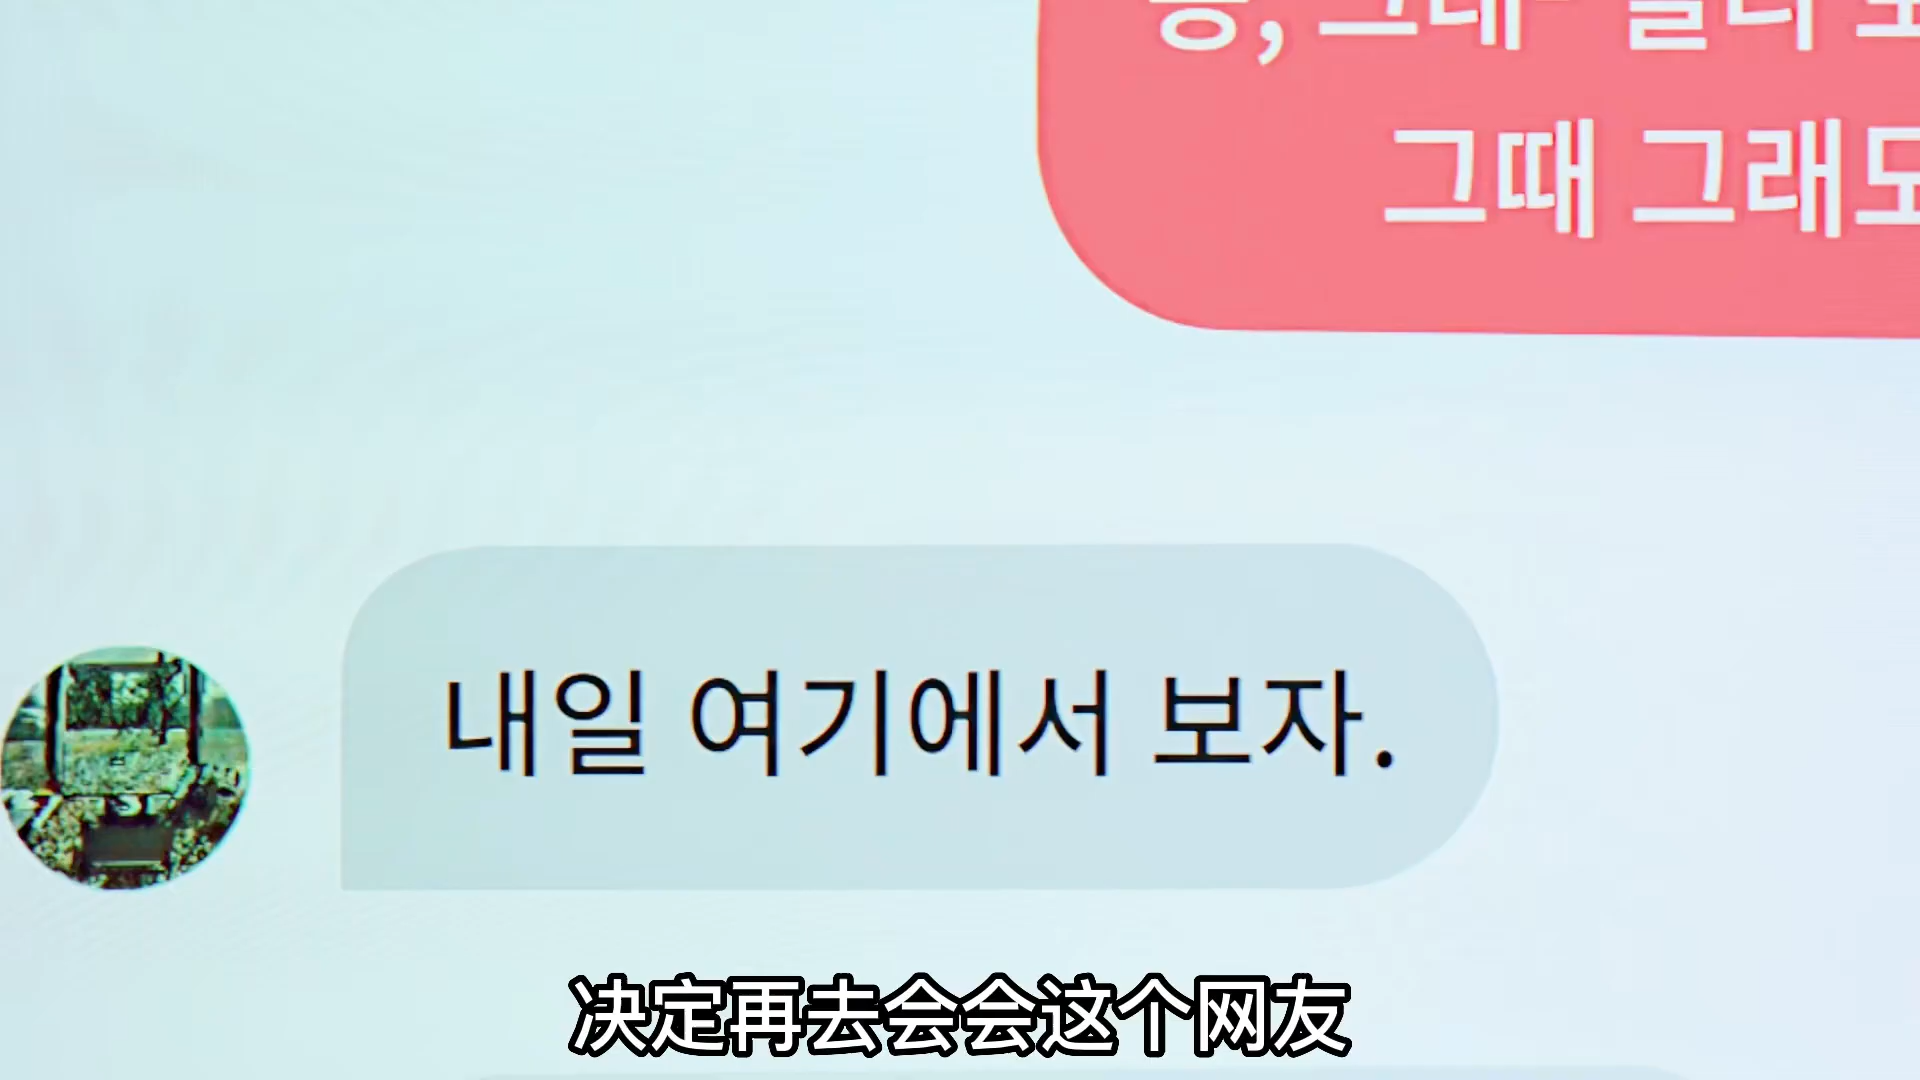 그때 그래도
내일 여기에서 보자.
决定再去会会这个网友